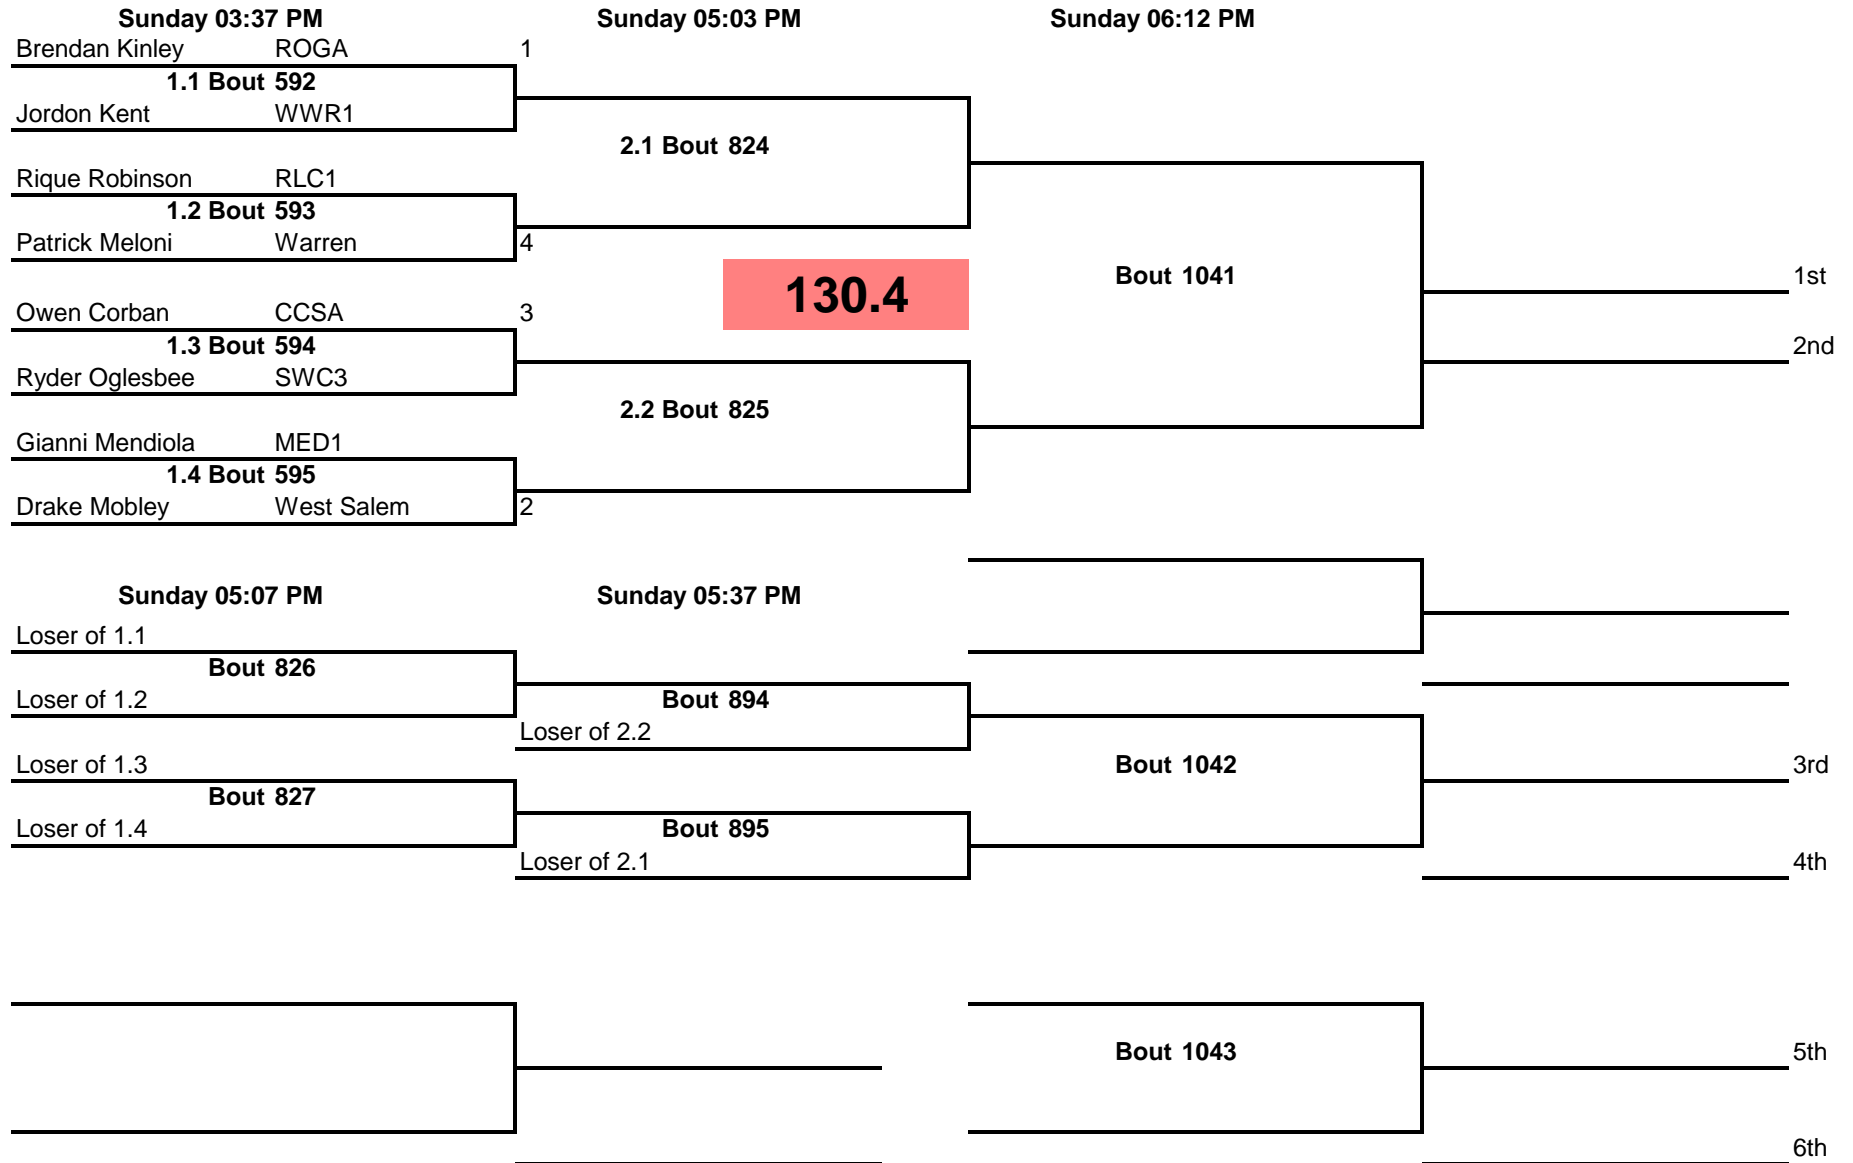 Sunday 03:37 PM Sunday 05:03 PM Sunday 06:12 PM
Brendan Kinley ROGA 1
1.1 Bout 592
Jordon Kent WWR1
2.1 Bout 824
Rique Robinson RLC1
1.2 Bout 593
Patrick Meloni Warren 4
130.4 Bout 1041 1st
Owen Corban CCSA 3
1.3 Bout 594 2nd
Ryder Oglesbee SWC3
2.2 Bout 825
Gianni Mendiola MED1
1.4 Bout 595
Drake Mobley West Salem 2
Sunday 05:07 PM Sunday 05:37 PM
Loser of 1.1
Bout 826
Loser of 1.2 Bout 894
Loser of 2.2
Loser of 1.3 Bout 1042 3rd
Bout 827
Loser of 1.4 Bout 895
Loser of 2.1 4th
Bout 1043 5th
6th